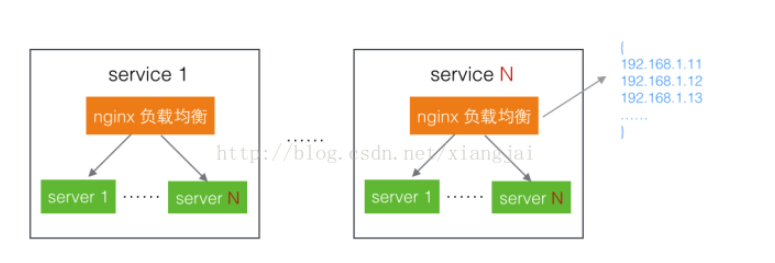 service 1
nginx 负载均衡
server 1
……
server N
……
service N
nginx 负载均衡
server 1
……
server N
{
192.168.1.11
192.168.1.12
192.168.1.13
……
}
http://blog.csdn.net/xiangjai